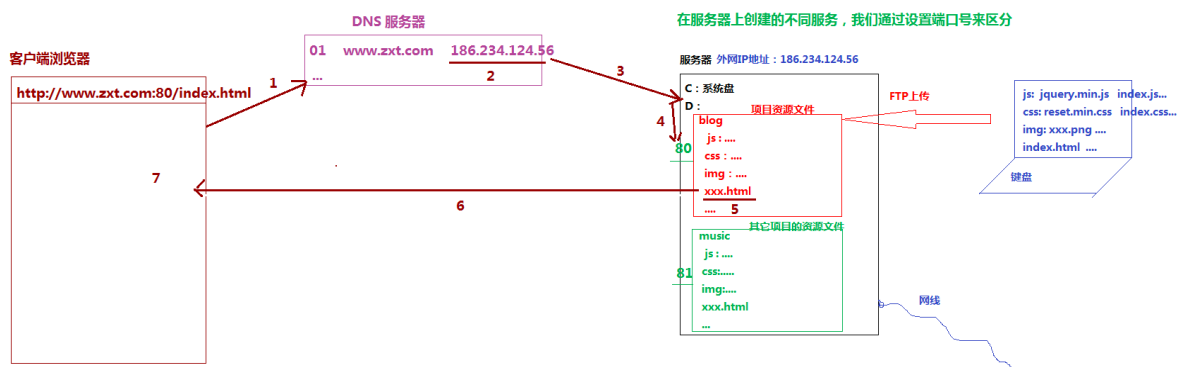 在服务器上创建的不同服务，我们通过设置端口号来区分
DNS 服务器
01 www.zxt.com 186.234.124.56
...
2
客户端浏览器
http://www.zxt.com:80/index.html
1
3
服务器 外网IP地址：186.234.124.56
C：系统盘
D：
4
项目资源文件
80
blog
js : ....
css : ....
img : ....
xxx.html
5
....
FTP上传
js: jquery.min.js index.js...
css: reset.min.css index.css...
img: xxx.png ....
index.html ....
键盘
7
6
其它项目的资源文件
81
music
js : ....
css:.....
img:....
xxx.html
...
网线